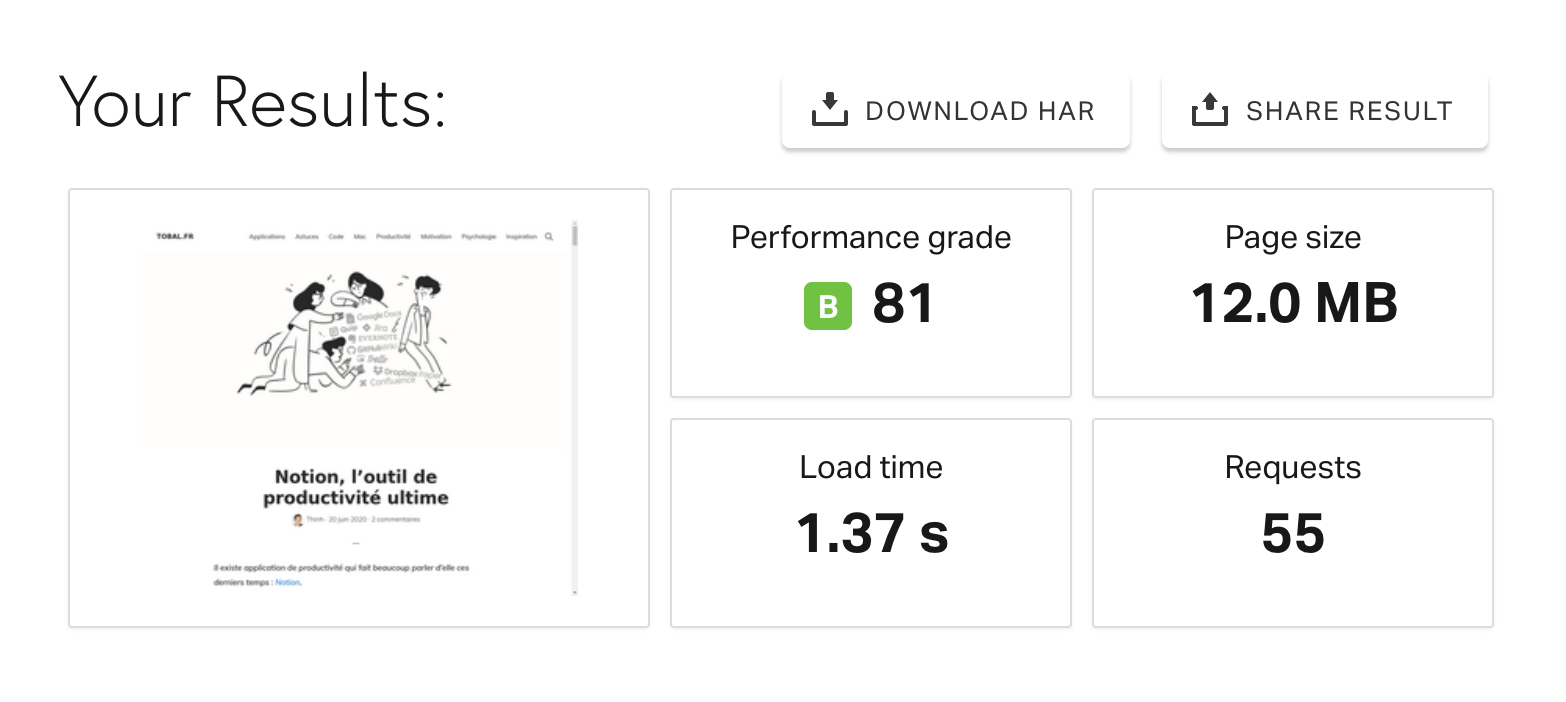 Your Results:
DOWNLOAD HAR
SHARE RESULT
TOBAL.FR Applications Astuces Code Mac Productivité Motivation Psychologie Inspiration
Google Docs
Quip Jira
EVERNOTE
GitHub Wiki
Trello
Dropbox Paper
Confluence
Notion, l’outil de
productivité ultime
Thinh · 20 juin 2020 · 2 commentaires
Il existe application de productivité qui fait beaucoup parler d'elle ces
derniers temps : Notion.
Performance grade
B 81
Page size
12.0 MB
Load time
1.37 s
Requests
55